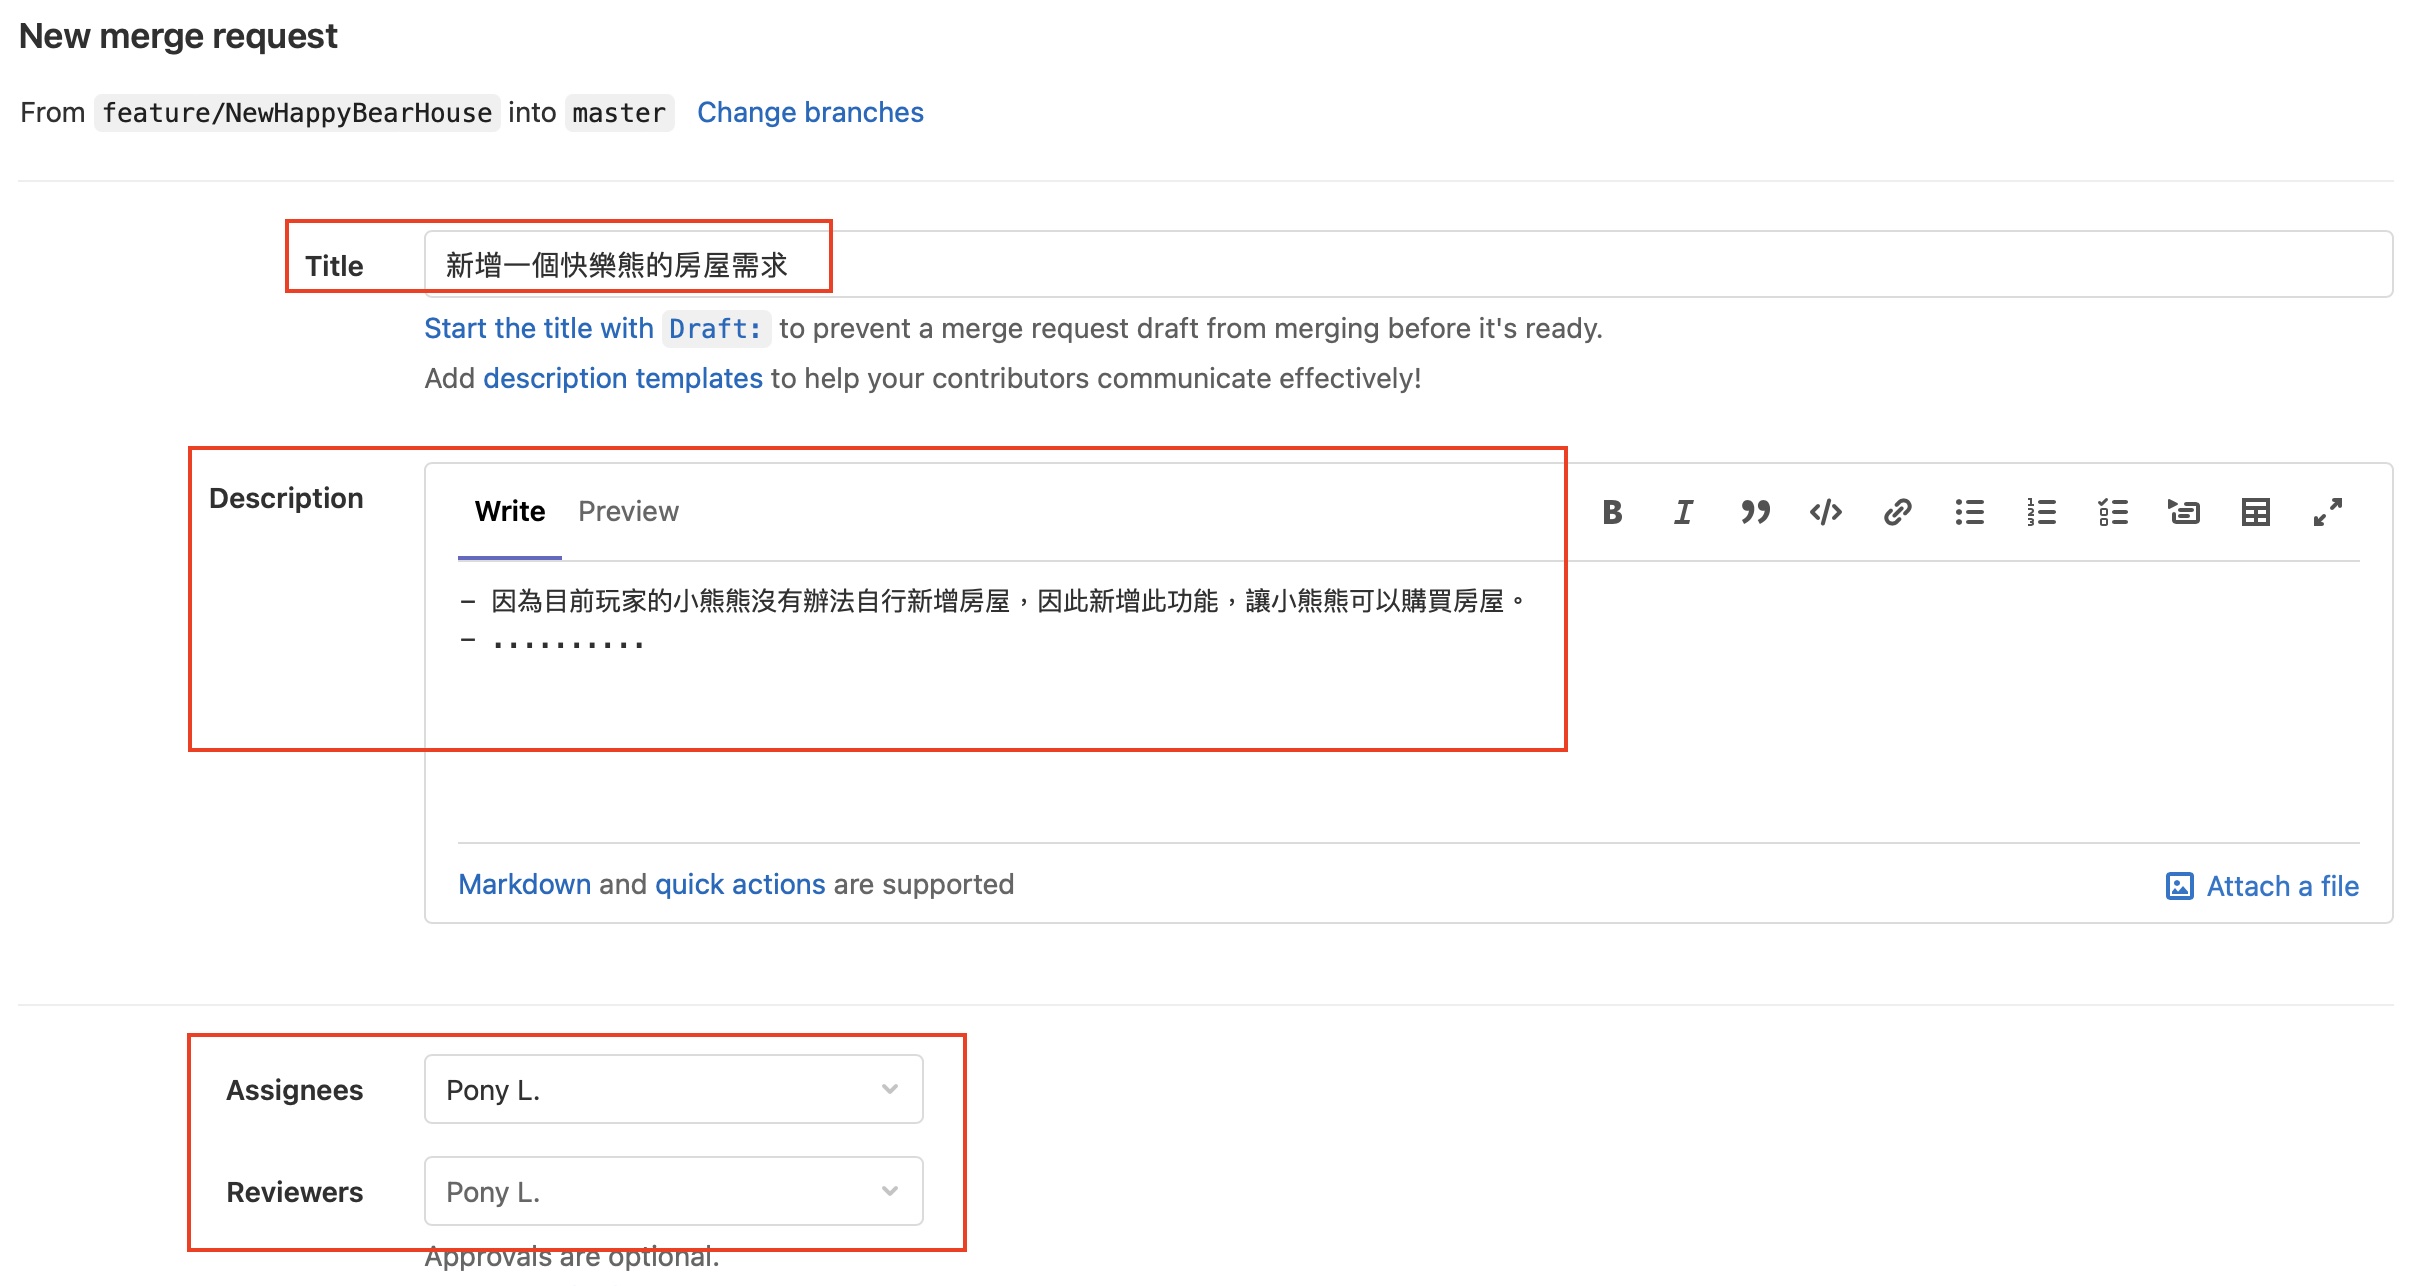 New merge request
From feature/NewHappyBearHouse into master Change branches
Title 新增一個快樂熊的房屋需求
Start the title with Draft: to prevent a merge request draft from merging before it's ready.
Add description templates to help your contributors communicate effectively!
Description
Write Preview
- 因為目前玩家的小熊熊沒有辦法自行新增房屋，因此新增此功能，讓小熊熊可以購買房屋。
- ..........
Markdown and quick actions are supported
Attach a file
Assignees Pony L.
Reviewers Pony L.
Approvals are optional.